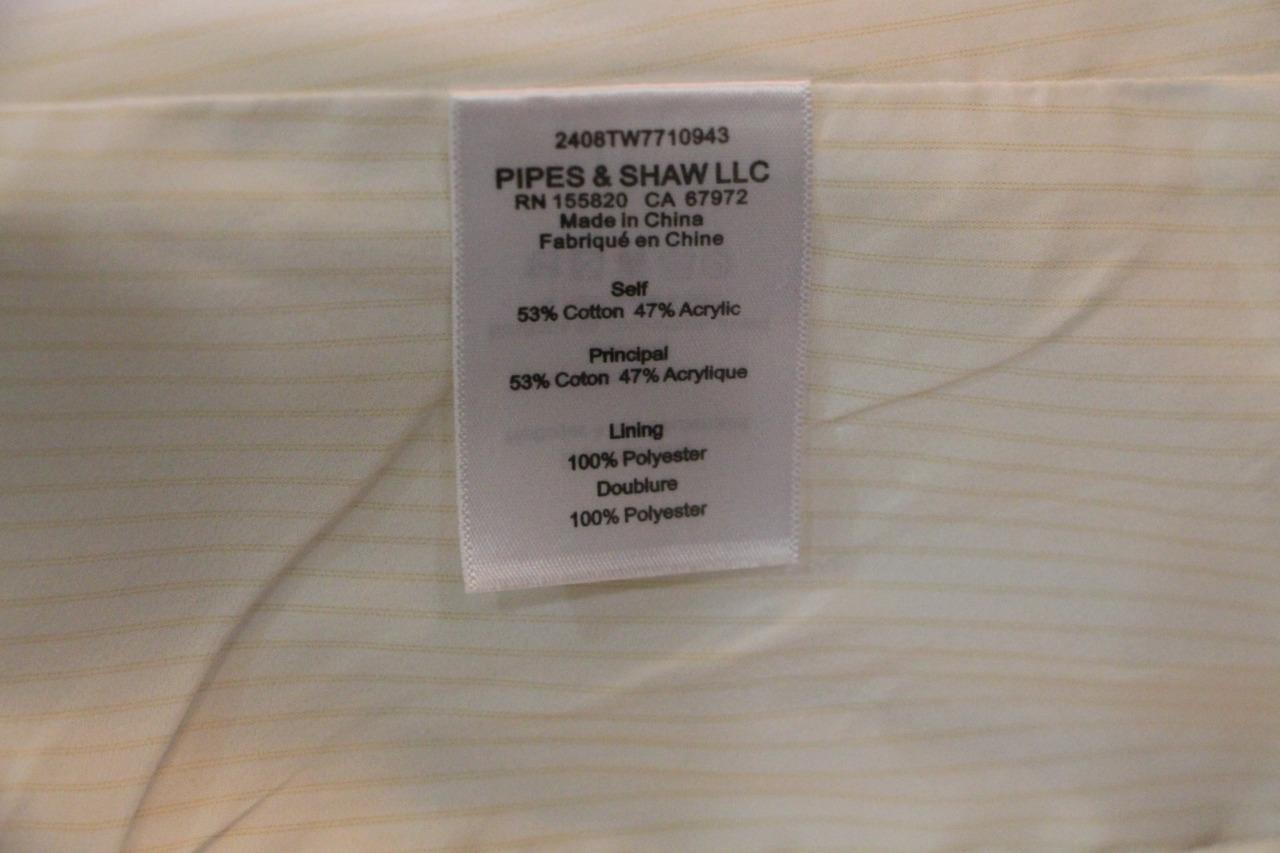 2408TW7710943
PIPES & SHAW LLC
RN 155820 CA 67972
Made in China
Fabriqué en Chine
Self
53% Cotton 47% Acrylic
Principal
53% Coton 47% Acrylique
Lining
100% Polyester
Doublure
100% Polyester